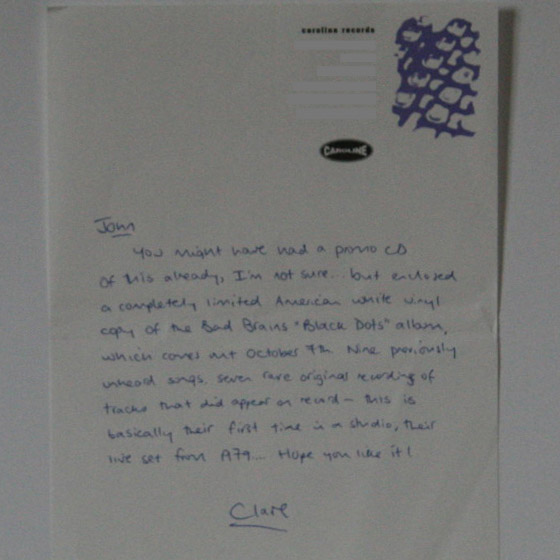 caroline records
CAROLINE
John
You might have had a promo CD
of this already, I'm not sure... but enclosed
a completely limited American white vinyl
copy of the Bad Brains "Black Dots" album,
which comes out October 7th. Nine previously
unheard songs, seven rare original recording of
tracks that did appear on record - this is
basically their first time in a studio, their
live set from A79... Hope you like it!
Clare